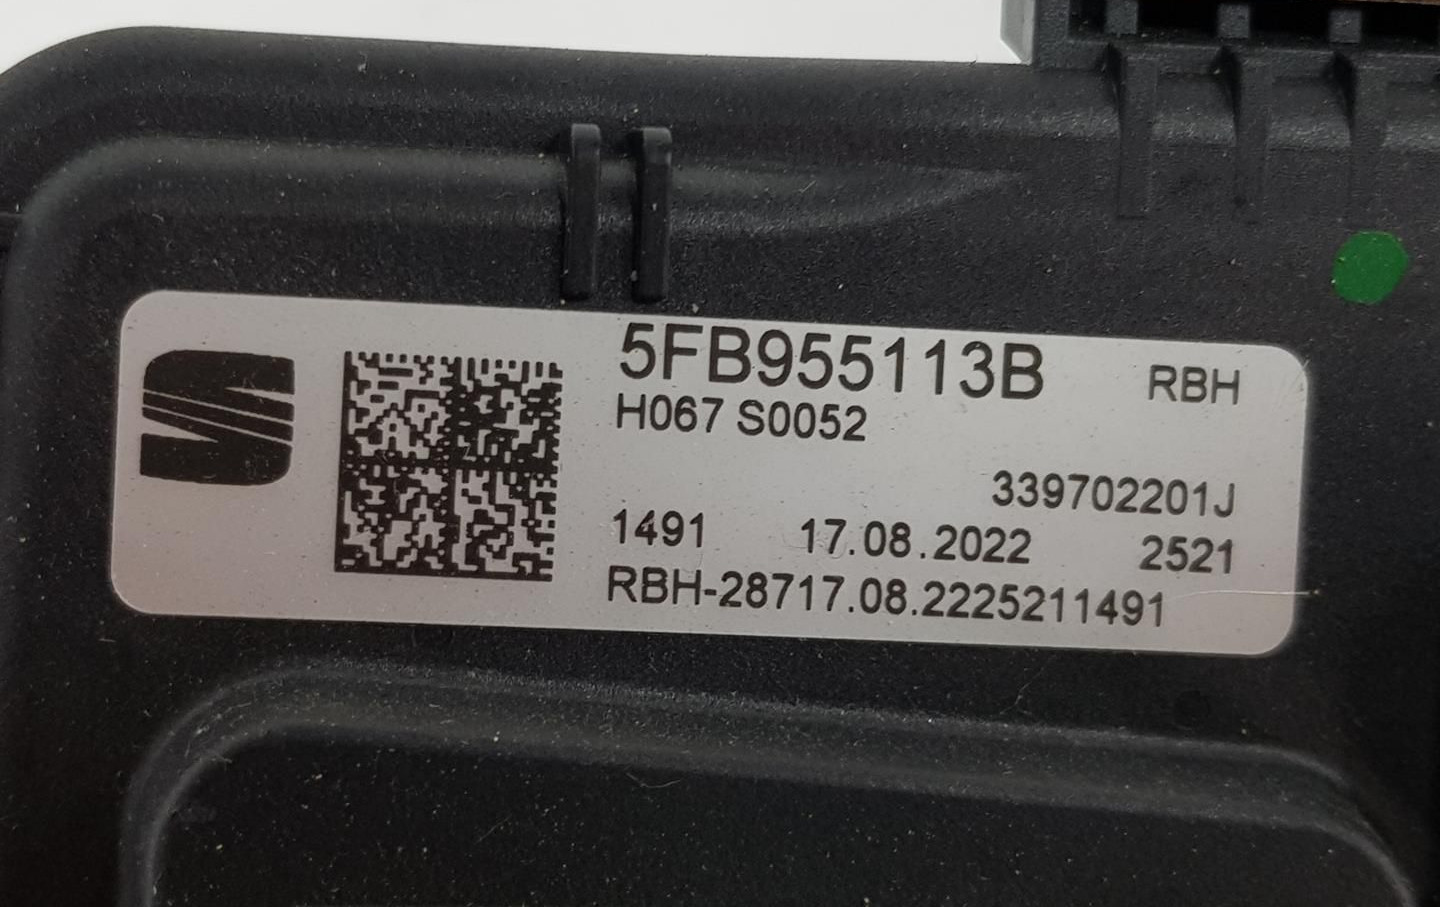 5FB955113B RBH
H067 S0052
339702201J
1491 17.08.2022 2521
RBH-28717.08.2225211491